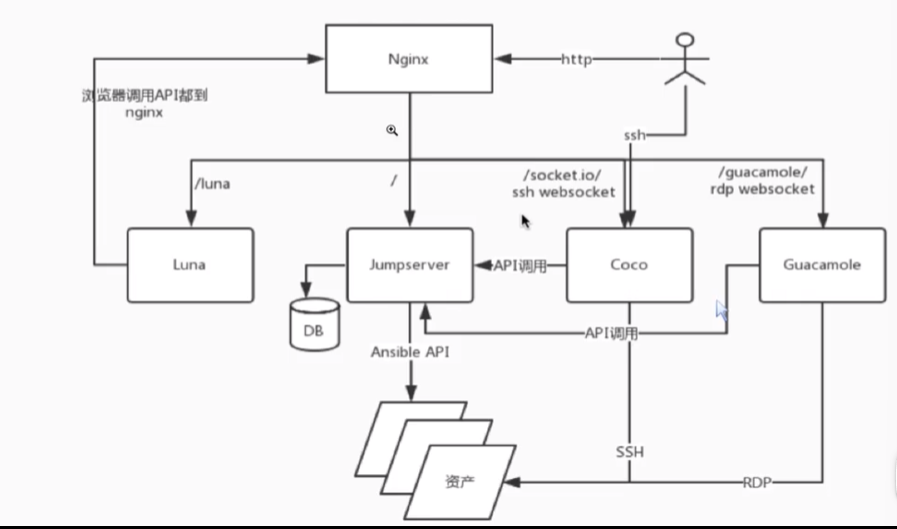 Nginx
http
浏览器调用API都到
nginx
ssh
/luna
/
/socket.io/
ssh websocket
/guacamole/
rdp websocket
Luna
Jumpserver
API调用
Coco
Guacamole
DB
API调用
Ansible API
SSH
资产
RDP